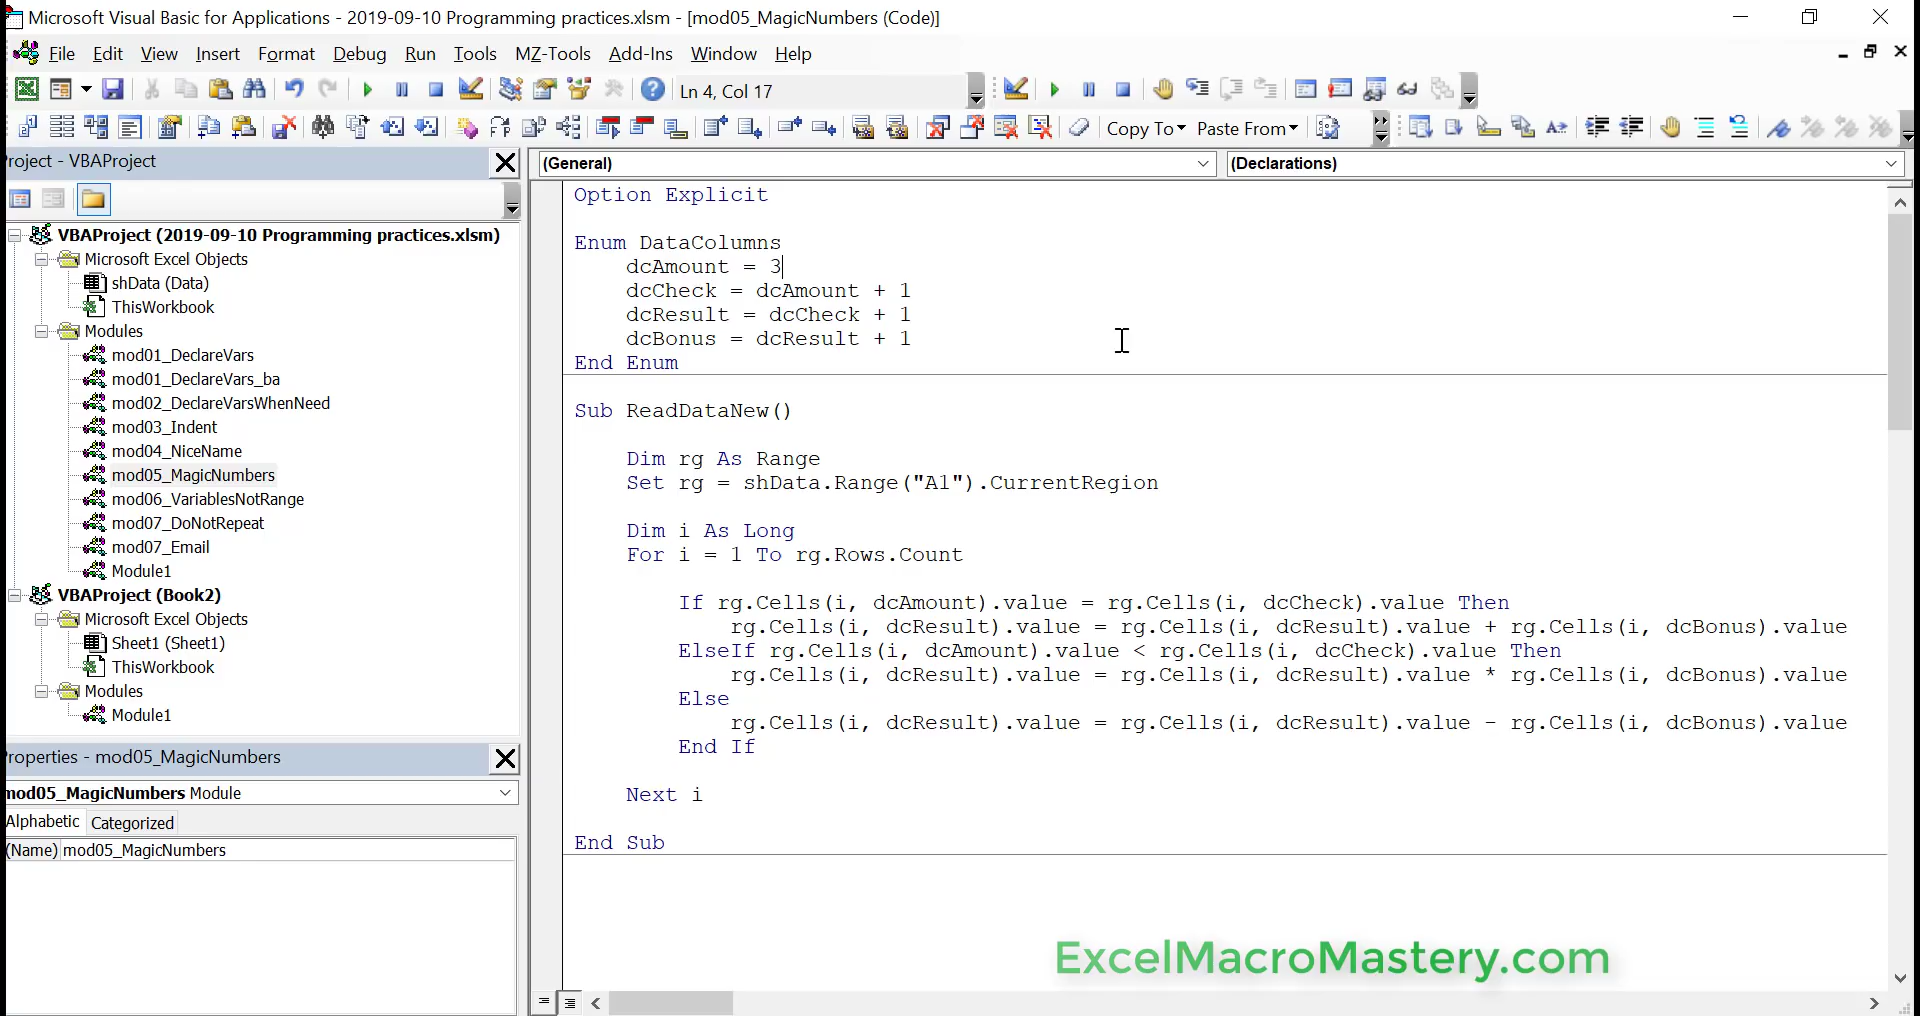 Microsoft Visual Basic for Applications - 2019-09-10 Programming practices.xlsm - [mod05_MagicNumbers (Code)]
File Edit View Insert Format Debug Run Tools MZ-Tools Add-Ins Window Help
Ln 4, Col 17
Copy To Paste From
roject - VBAProject
VBAProject (2019-09-10 Programming practices.xlsm)
Microsoft Excel Objects
shData (Data)
ThisWorkbook
Modules
mod01_DeclareVars
mod01_DeclareVars_ba
mod02_DeclareVarsWhenNeed
mod03_Indent
mod04_NiceName
mod05_MagicNumbers
mod06_VariablesNotRange
mod07_DoNotRepeat
mod07_Email
Module1
VBAProject (Book2)
Microsoft Excel Objects
Sheet1 (Sheet1)
ThisWorkbook
Modules
Module1
roperties - mod05_MagicNumbers
mod05_MagicNumbers Module
Alphabetic Categorized
(Name) mod05_MagicNumbers
(General) (Declarations)
Option Explicit
Enum DataColumns
dcAmount = 3
dcCheck = dcAmount + 1
dcResult = dcCheck + 1
dcBonus = dcResult + 1
End Enum
Sub ReadDataNew()
Dim rg As Range
Set rg = shData.Range("A1").CurrentRegion
Dim i As Long
For i = 1 To rg.Rows.Count
If rg.Cells(i, dcAmount).value = rg.Cells(i, dcCheck).value Then
rg.Cells(i, dcResult).value = rg.Cells(i, dcResult).value + rg.Cells(i, dcBonus).value
ElseIf rg.Cells(i, dcAmount).value < rg.Cells(i, dcCheck).value Then
rg.Cells(i, dcResult).value = rg.Cells(i, dcResult).value * rg.Cells(i, dcBonus).value
Else
rg.Cells(i, dcResult).value = rg.Cells(i, dcResult).value - rg.Cells(i, dcBonus).value
End If
Next i
End Sub
ExcelMacroMastery.com